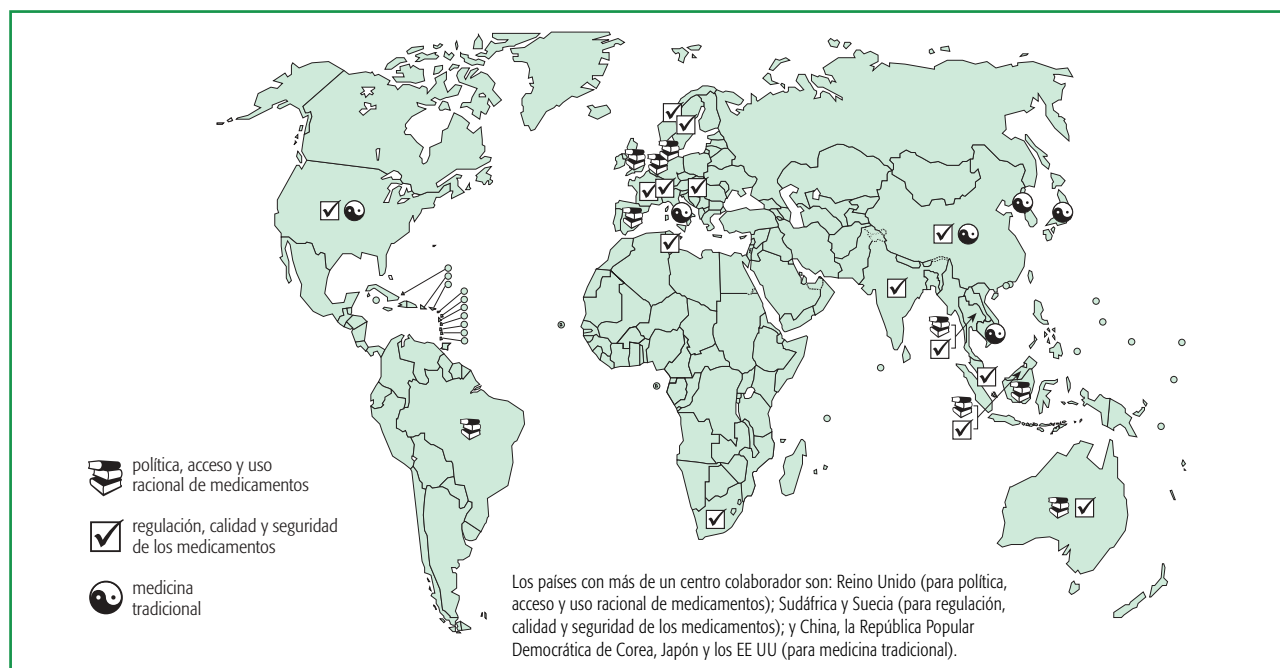 política, acceso y uso
racional de medicamentos
regulación, calidad y seguridad
de los medicamentos
medicina
tradicional
Los países con más de un centro colaborador son: Reino Unido (para política,
acceso y uso racional de medicamentos); Sudáfrica y Suecia (para regulación,
calidad y seguridad de los medicamentos); y China, la República Popular
Democrática de Corea, Japón y los EE UU (para medicina tradicional).